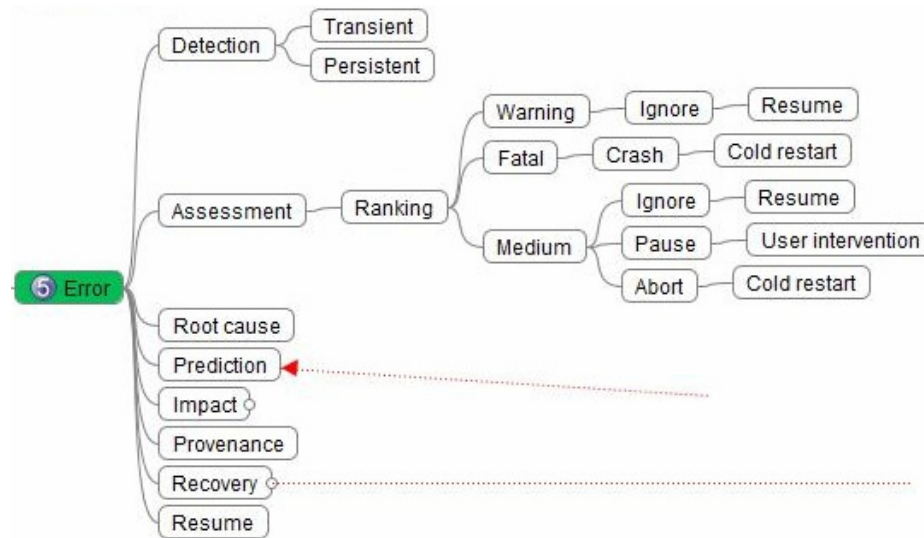 Detection
Transient
Persistent
Assessment
Ranking
Warning
Ignore
Resume
Fatal
Crash
Cold restart
Medium
Ignore
Resume
Pause
User intervention
Abort
Cold restart
5 Error
Root cause
Prediction
Impact
Provenance
Recovery
Resume